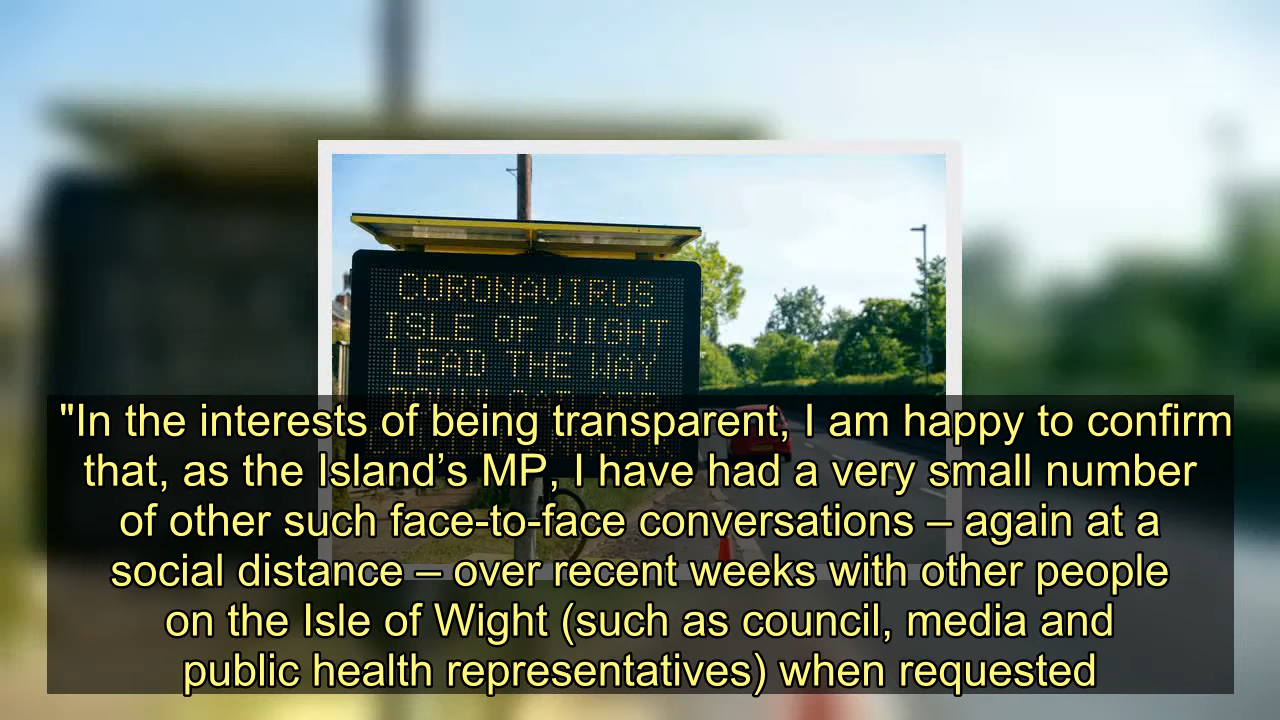 CORONAVIRUS
ISLE OF WIGHT
LEAD THE WAY
DOWNLOAD APP
"In the interests of being transparent, I am happy to confirm
that, as the Island’s MP, I have had a very small number
of other such face-to-face conversations – again at a
social distance – over recent weeks with other people
on the Isle of Wight (such as council, media and
public health representatives) when requested